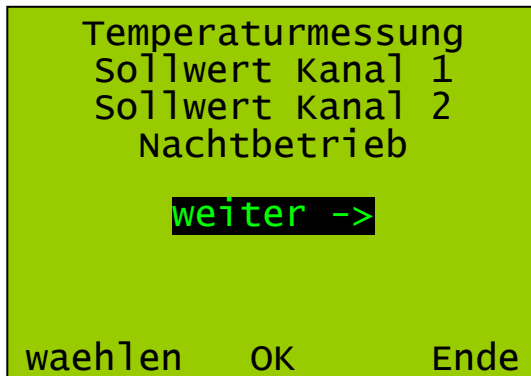 Temperaturmessung
Sollwert Kanal 1
Sollwert Kanal 2
Nachtbetrieb
weiter ->
waehlen OK Ende